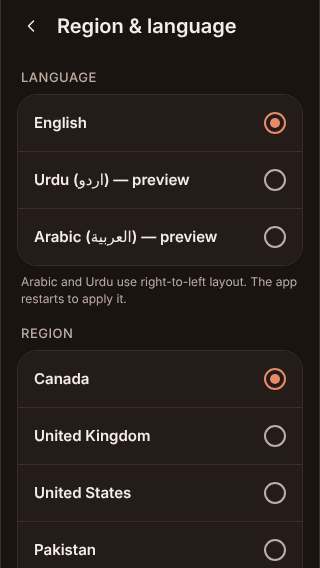 Region & language
LANGUAGE
English
Urdu (اردو) — preview
Arabic (العربية) — preview
Arabic and Urdu use right-to-left layout. The app
restarts to apply it.
REGION
Canada
United Kingdom
United States
Pakistan